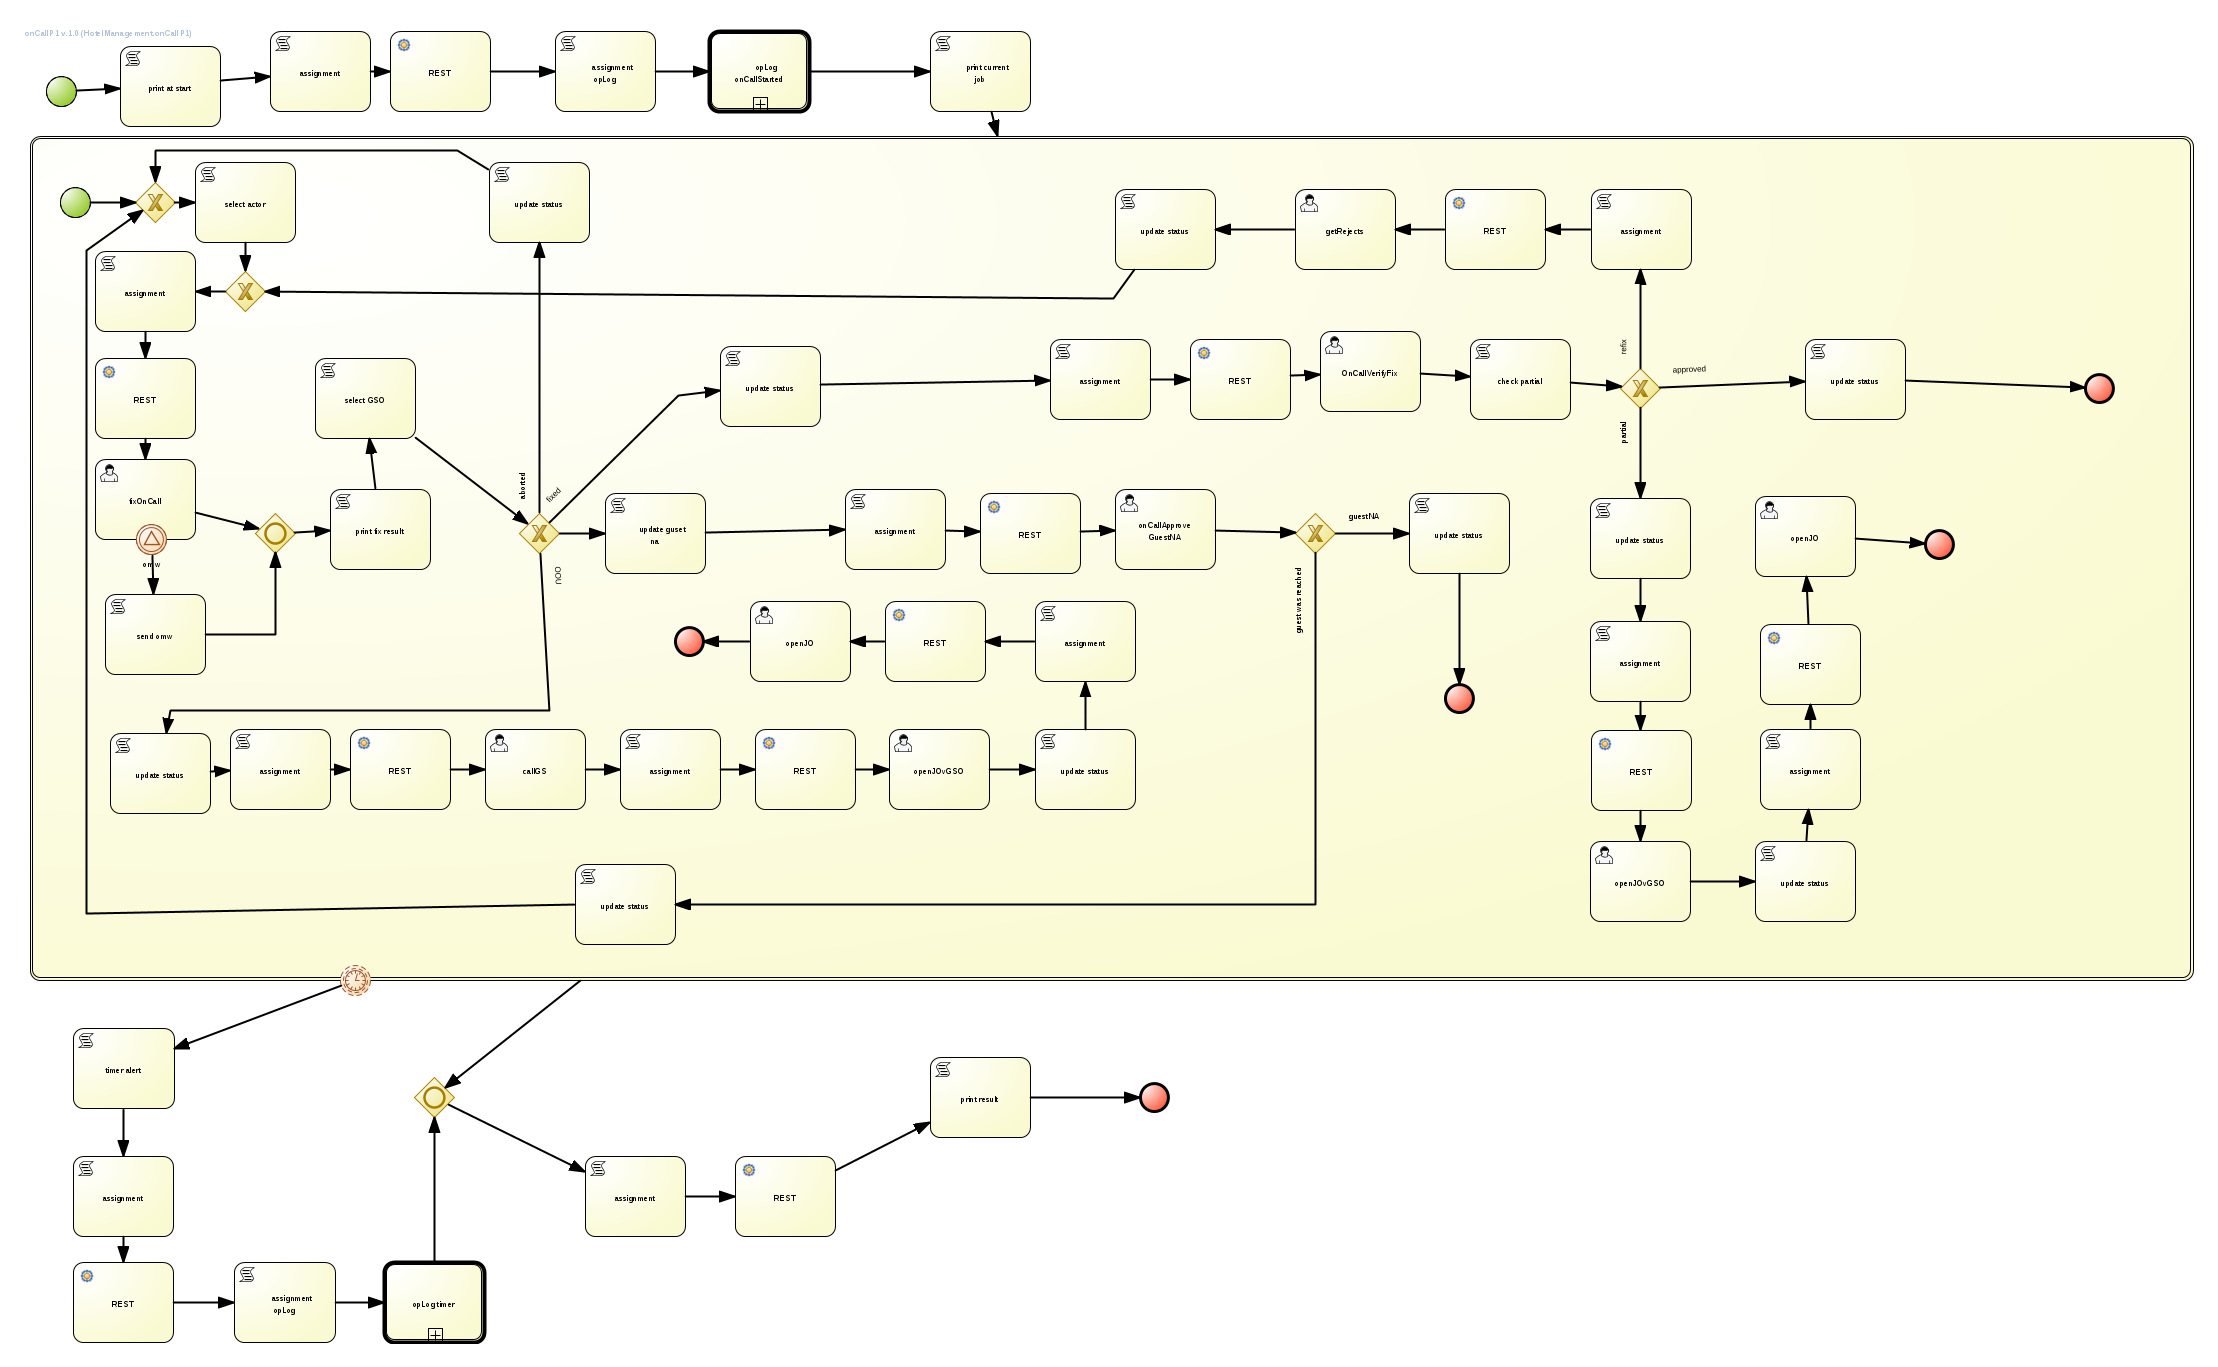 onCallP1 v.1.0 (HotelManagement.onCallP1)
print at start
assignment
REST
assignment
opLog
opLog
onCallStarted
print current
job
select actor
update status
update status
getRejects
REST
assignment
assignment
REST
select GSO
update status
assignment
REST
OnCallVerifyFix
check partial
refix
approved
update status
partial
fixOnCall
omw
print fix result
aborted
fixed
OOU
update guset
na
assignment
REST
onCallApprove
GuestNA
guestNA
guest was reached
update status
update status
openJO
send omw
openJO
REST
assignment
assignment
REST
update status
assignment
REST
callGS
assignment
REST
openJOvGSO
update status
REST
assignment
update status
openJOvGSO
update status
timer alert
print result
assignment
assignment
REST
REST
assignment
opLog
opLog timer